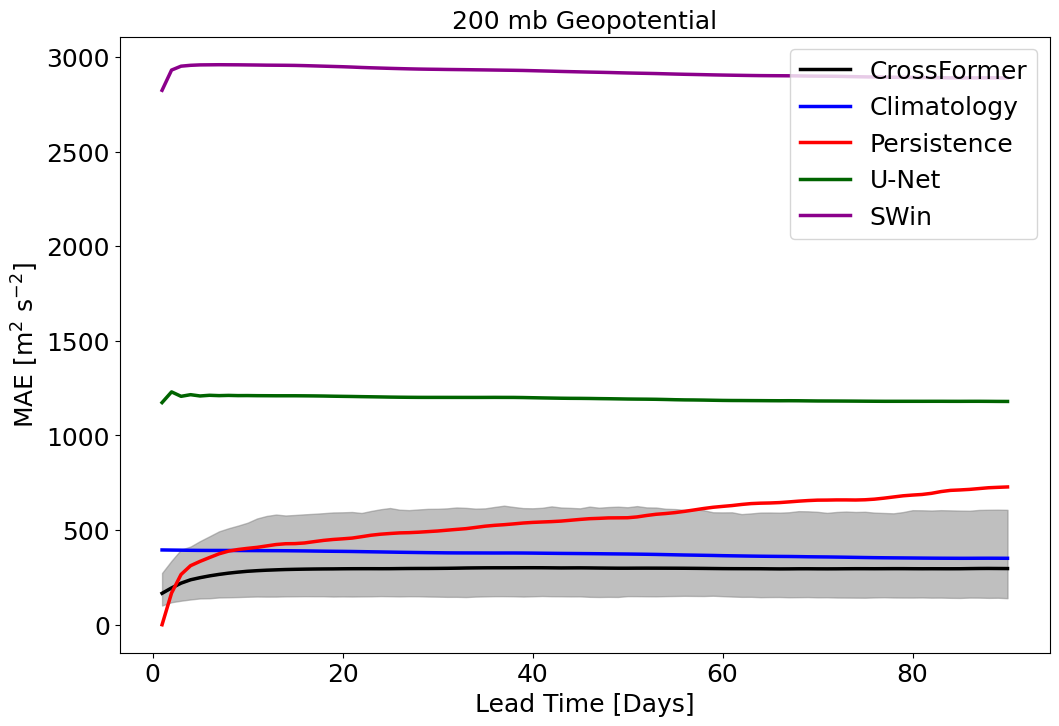 200 mb Geopotential
3000
2500
2000
1500
1000
500
0
MAE [m² s⁻²]
CrossFormer
Climatology
Persistence
U-Net
SWin
0 20 40 60 80
Lead Time [Days]